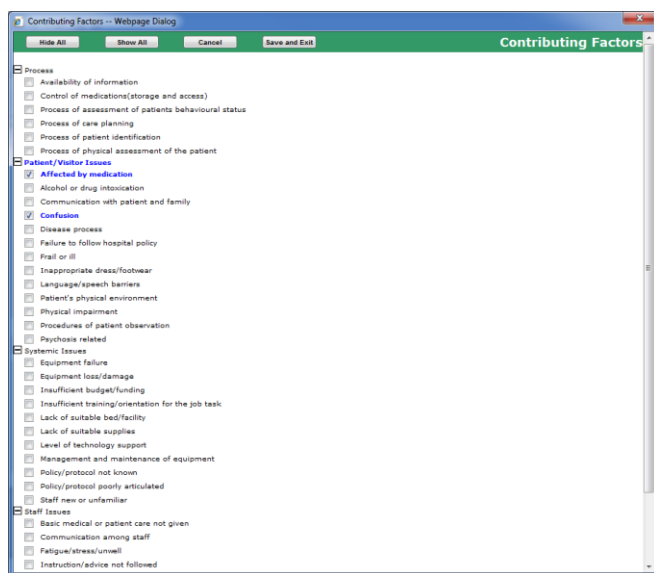 Contributing Factors -- Webpage Dialog
Hide All Show All Cancel Save and Exit Contributing Factors
Process
Availability of information
Control of medications(storage and access)
Process of assessment of patients behavioural status
Process of care planning
Process of patient identification
Process of physical assessment of the patient
Patient/Visitor Issues
Affected by medication
Alcohol or drug intoxication
Communication with patient and family
Confusion
Disease process
Failure to follow hospital policy
Frail or ill
Inappropriate dress/footwear
Language/speech barriers
Patient's physical environment
Physical impairment
Procedures of patient observation
Psychosis related
Systemic Issues
Equipment failure
Equipment loss/damage
Insufficient budget/funding
Insufficient training/orientation for the job task
Lack of suitable bed/facility
Lack of suitable supplies
Level of technology support
Management and maintenance of equipment
Policy/protocol not known
Policy/protocol poorly articulated
Staff new or unfamiliar
Staff Issues
Basic medical or patient care not given
Communication among staff
Fatigue/stress/unwell
Instruction/advice not followed